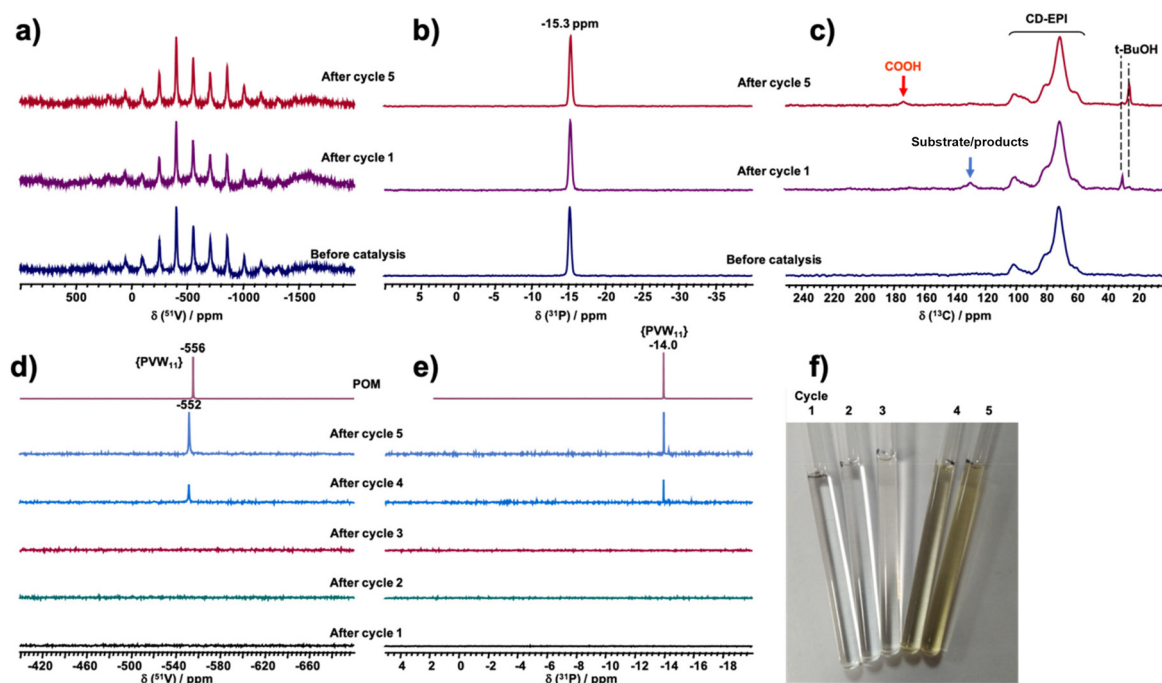 a)
After cycle 5
After cycle 1
Before catalysis
500 0 -500 -1000 -1500
δ (⁵¹V) / ppm
b)
-15.3 ppm
After cycle 5
After cycle 1
Before catalysis
5 0 -5 -10 -15 -20 -25 -30 -35
δ (³¹P) / ppm
c)
CD-EPI
t-BuOH
COOH
Substrate/products
240 220 200 180 160 140 120 100 80 60 40 20
δ (¹³C) / ppm
d)
-556
{PVW₁₁}
POM
-552
After cycle 5
After cycle 4
After cycle 3
After cycle 2
After cycle 1
-420 -460 -500 -540 -580 -620 -660
δ (⁵¹V) / ppm
e)
{PVW₁₁}
-14.0
4 2 0 -2 -4 -6 -8 -10 -12 -14 -16 -18
δ (³¹P) / ppm
f)
Cycle
1 2 3 4 5